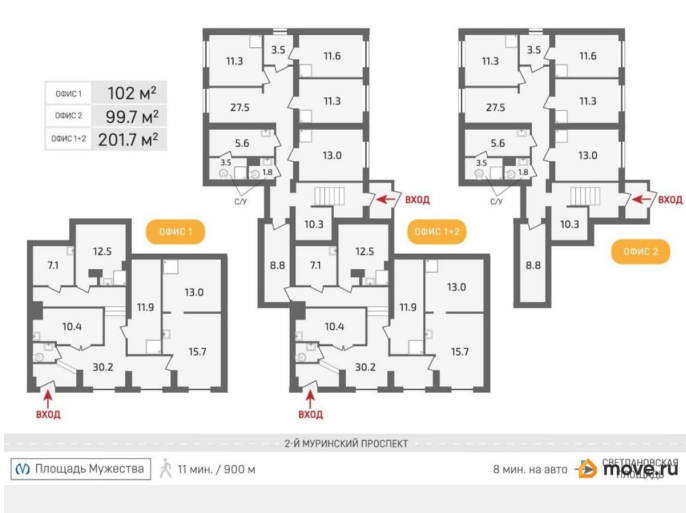 ОФИС 1 102 м²
ОФИС 2 99.7 м²
ОФИС 1+2 201.7 м²
11.3
3.5
11.6
27.5
11.3
5.6
13.0
3.5
1.8
С/У
ВХОД
10.3
8.8
ОФИС 1+2
7.1
12.5
11.9
13.0
10.4
15.7
30.2
ВХОД
11.3
3.5
11.6
27.5
11.3
5.6
13.0
3.5
1.8
С/У
ВХОД
10.3
8.8
ОФИС 2
ОФИС 1
12.5
7.1
11.9
13.0
10.4
15.7
30.2
ВХОД
2-Й МУРИНСКИЙ ПРОСПЕКТ
Площадь Мужества 11 мин. / 900 м
8 мин. на авто СВЕТЛАНОВСКАЯ ПЛОЩАДЬ
move.ru